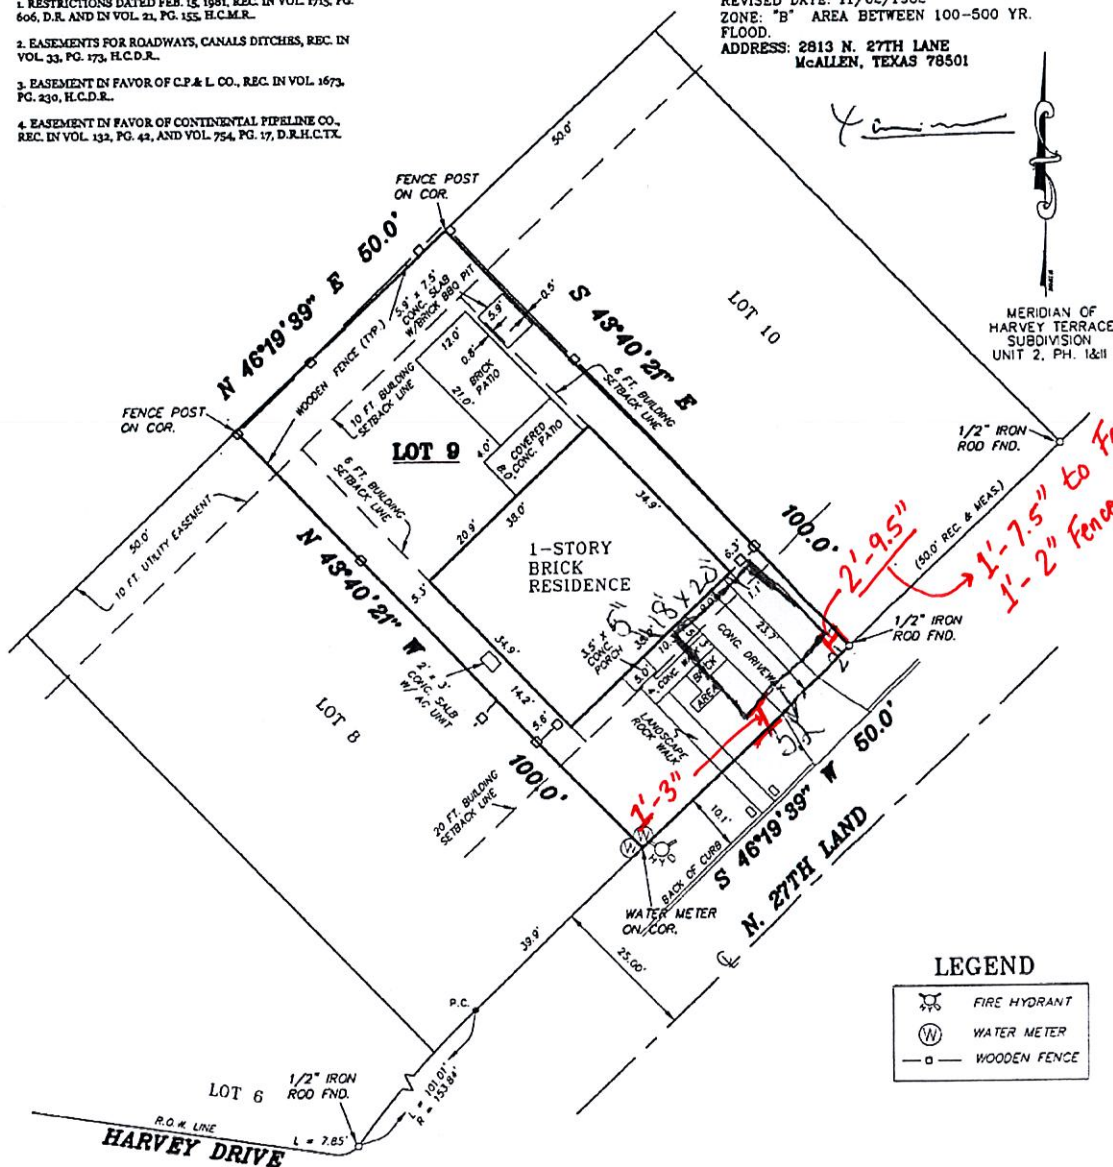 1. RESTRICTIONS DATED FEB. 15, 1981, REC. IN VOL. 1715, PG.
606, D.R. AND IN VOL. 21, PG. 155, H.C.M.R.
2. EASEMENTS FOR ROADWAYS, CANALS DITCHES, REC. IN
VOL. 33, PG. 173, H.C.D.R.
3. EASEMENT IN FAVOR OF C.P.& L. CO., REC. IN VOL. 1673,
PG. 230, H.C.D.R.
4. EASEMENT IN FAVOR OF CONTINENTAL PIPELINE CO.,
REC. IN VOL. 132, PG. 42, AND VOL. 754, PG. 17, D.R.H.C.TX.
REVISED DATE: 11/02/1982
ZONE: "B" AREA BETWEEN 100-500 YR.
FLOOD.
ADDRESS: 2813 N. 27TH LANE
McALLEN, TEXAS 78501
MERIDIAN OF
HARVEY TERRACE
SUBDIVISION
UNIT 2, PH. I&II
50.0'
FENCE POST
ON COR.
N 46°19'39" E 50.0'
WOODEN FENCE (TYP.)
5.9' x 7.5'
CONC. SLAB
W/BRICK BBQ PIT
5.9'
0.5'
S 43°40'21" E
100.0'
LOT 10
6 FT. BUILDING
SETBACK LINE
12.0'
0.8'
BRICK
PATIO
21.0'
10 FT. BUILDING
SETBACK LINE
FENCE POST
ON COR.
LOT 9
4.0'
B.O.
COVERED
CONC. PATIO
6 FT. BUILDING
SETBACK LINE
50.0'
10 FT. UTILITY EASEMENT
1/2" IRON
ROD FND.
(50.0' REC. & MEAS.)
34.9'
20.9'
38.0'
1-STORY
BRICK
RESIDENCE
N 43°40'21" W
100.0'
5.3'
34.9'
14.2'
5.6'
2' x 3'
CONC. SALB
W/ AC UNIT
LOT 8
20 FT. BUILDING
SETBACK LINE
6.3'
1.1'
18' x 20'
CONC.
PORCH
5.0'
BRICK
AREA
CONC. DRIVEWAY
23.7'
LANDSCAPE
ROCK WALK
2'-9.5"
1'-7.5" to
1'-2" Fence
1/2" IRON
ROD FND.
1'-3"
10.1'
BACK OF CURB
S 46°19'39" W 50.0'
N. 27TH LAND
HYD
WATER METER
ON COR.
39.9'
25.00'
P.C.
L = 101.01'
R = 153.84'
LOT 6
1/2" IRON
ROD FND.
R.O.W. LINE
L = 7.85'
HARVEY DRIVE
LEGEND
FIRE HYDRANT
WATER METER
WOODEN FENCE